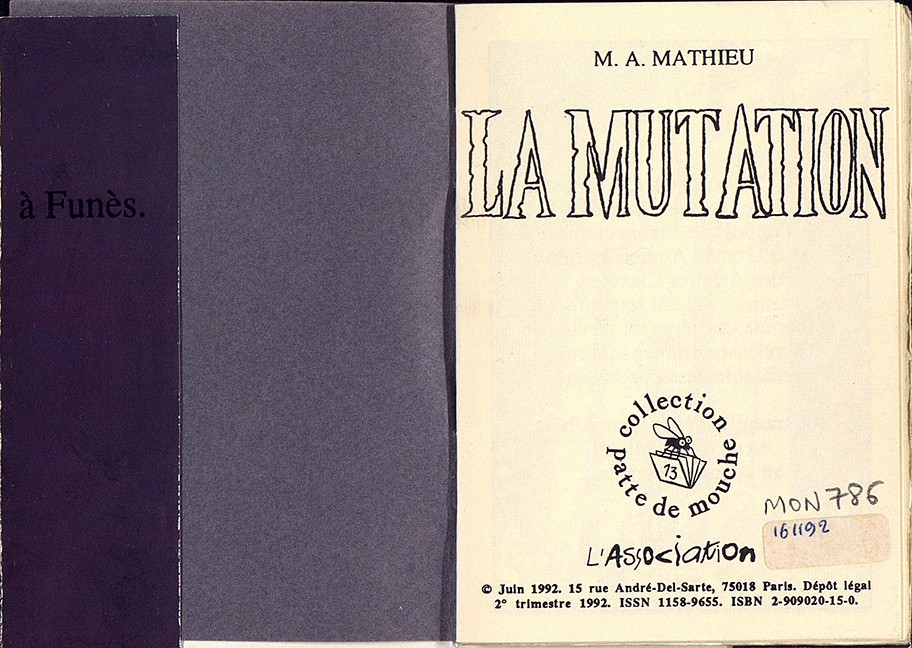 à Funès.
M. A. MATHIEU
LA MUTATION
collection
patte de mouche
13
MON 786
161192
L'ASSOCIATION
© Juin 1992. 15 rue André-Del-Sarte, 75018 Paris. Dépôt légal
2° trimestre 1992. ISSN 1158-9655. ISBN 2-909020-15-0.